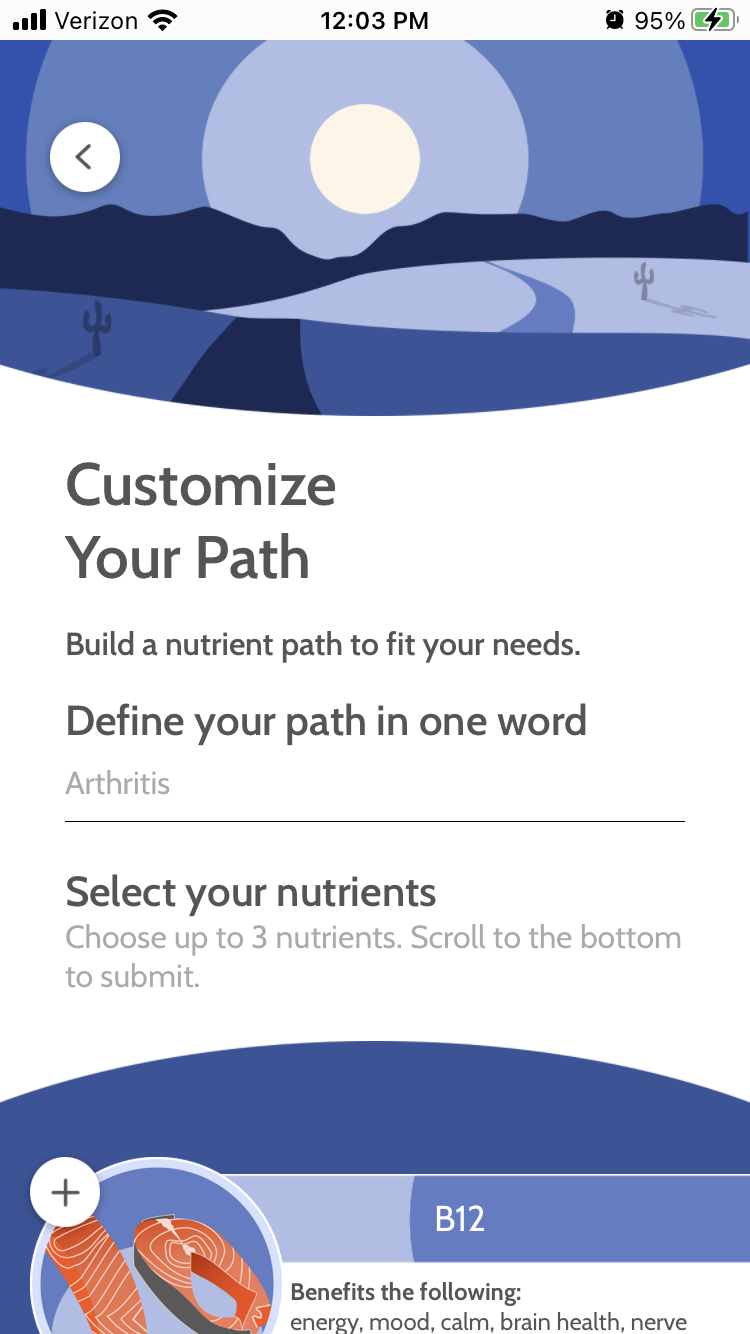 Verizon 12:03 PM 95%
Customize
Your Path
Build a nutrient path to fit your needs.
Define your path in one word
Arthritis
Select your nutrients
Choose up to 3 nutrients. Scroll to the bottom
to submit.
B12
Benefits the following:
energy, mood, calm, brain health, nerve